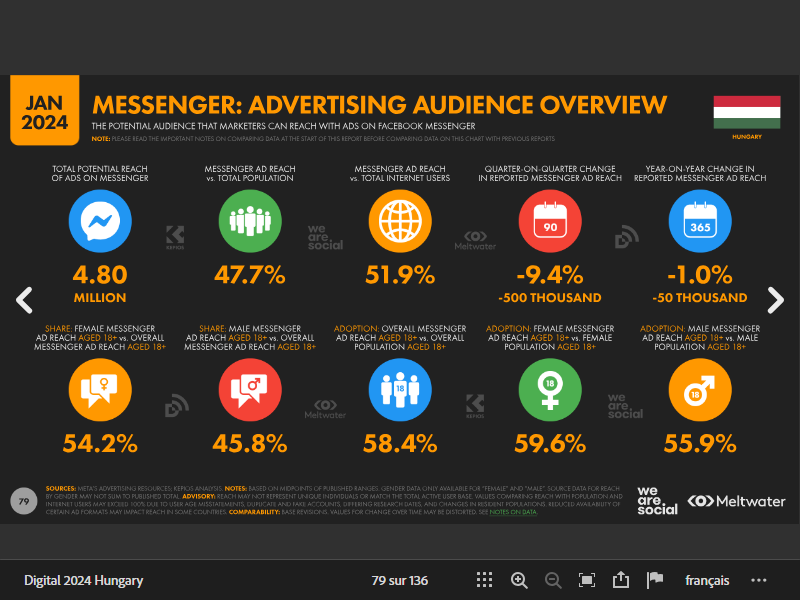 JAN
2024
MESSENGER: ADVERTISING AUDIENCE OVERVIEW
THE POTENTIAL AUDIENCE THAT MARKETERS CAN REACH WITH ADS ON FACEBOOK MESSENGER
NOTE: PLEASE READ THE IMPORTANT NOTES ON COMPARING DATA AT THE START OF THIS REPORT BEFORE COMPARING DATA ON THIS CHART WITH PREVIOUS REPORTS
HUNGARY
TOTAL POTENTIAL REACH
OF ADS ON MESSENGER
4.80
MILLION
MESSENGER AD REACH
vs. TOTAL POPULATION
47.7%
MESSENGER AD REACH
vs. TOTAL INTERNET USERS
51.9%
QUARTER-ON-QUARTER CHANGE
IN REPORTED MESSENGER AD REACH
90
-9.4%
-500 THOUSAND
YEAR-ON-YEAR CHANGE IN
REPORTED MESSENGER AD REACH
365
-1.0%
-50 THOUSAND
KEPIOS
we
are.
social
Meltwater
SHARE: FEMALE MESSENGER
AD REACH AGED 18+ vs. OVERALL
MESSENGER AD REACH AGED 18+
54.2%
SHARE: MALE MESSENGER
AD REACH AGED 18+ vs. OVERALL
MESSENGER AD REACH AGED 18+
45.8%
ADOPTION: OVERALL MESSENGER
AD REACH AGED 18+ vs. OVERALL
POPULATION AGED 18+
18
58.4%
ADOPTION: FEMALE MESSENGER
AD REACH AGED 18+ vs. FEMALE
POPULATION AGED 18+
18
59.6%
ADOPTION: MALE MESSENGER
AD REACH AGED 18+ vs. MALE
POPULATION AGED 18+
18
55.9%
Meltwater
KEPIOS
we
are.
social
79
SOURCES: META'S ADVERTISING RESOURCES; KEPIOS ANALYSIS. NOTES: BASED ON MIDPOINTS OF PUBLISHED RANGES. GENDER DATA ONLY AVAILABLE FOR "FEMALE" AND "MALE". SOURCE DATA FOR REACH
BY GENDER MAY NOT SUM TO PUBLISHED TOTAL. ADVISORY: REACH MAY NOT REPRESENT UNIQUE INDIVIDUALS OR MATCH THE TOTAL ACTIVE USER BASE. VALUES COMPARING REACH WITH POPULATION AND
INTERNET USERS MAY EXCEED 100% DUE TO USER AGE MISSTATEMENTS, DUPLICATE AND FAKE ACCOUNTS, DIFFERING RESEARCH DATES, AND CHANGES IN RESIDENT POPULATIONS. REDUCED AVAILABILITY OF
CERTAIN AD FORMATS MAY IMPACT REACH IN SOME COUNTRIES. COMPARABILITY: BASE REVISIONS. VALUES FOR CHANGE OVER TIME MAY BE DISTORTED. SEE NOTES ON DATA.
we
are.
social
Meltwater
Digital 2024 Hungary
79 sur 136
français